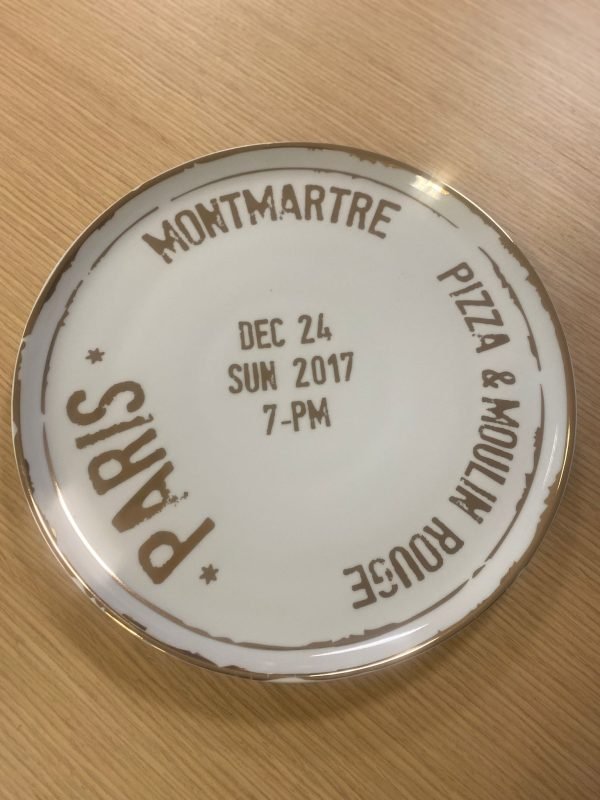 MONTMARTRE
PIZZA & MOULIN ROUGE
* PARIS *
DEC 24
SUN 2017
7-PM